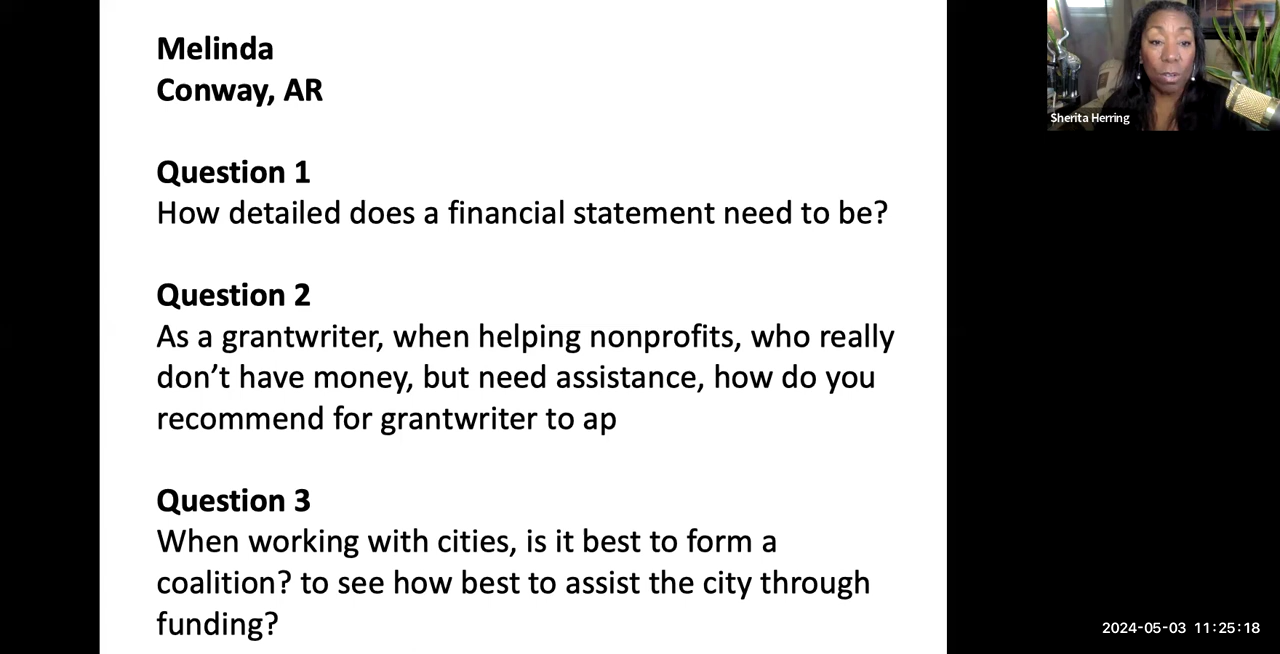 Melinda
Conway, AR
Question 1
How detailed does a financial statement need to be?
Question 2
As a grantwriter, when helping nonprofits, who really
don’t have money, but need assistance, how do you
recommend for grantwriter to ap
Question 3
When working with cities, is it best to form a
coalition? to see how best to assist the city through
funding?
Sherita Herring
2024-05-03 11:25:18